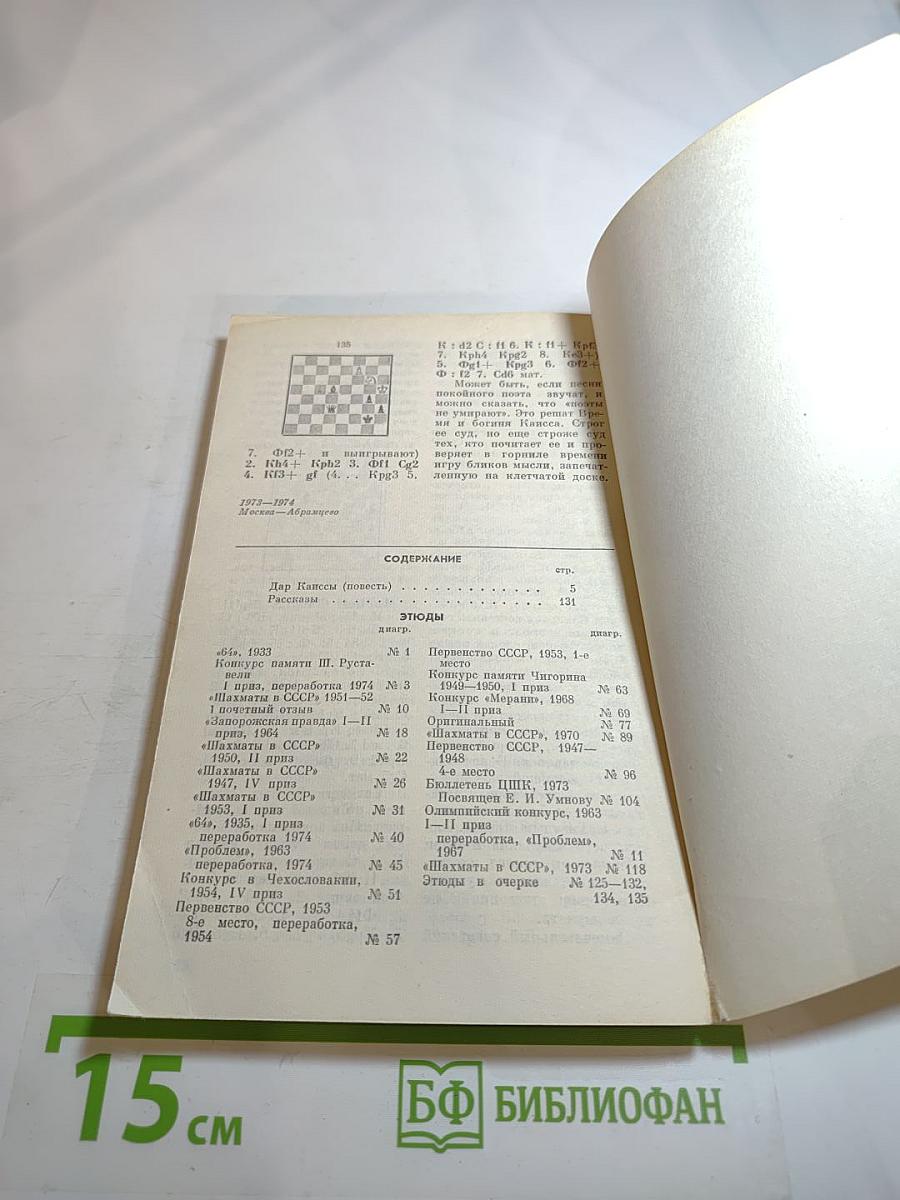 135
7. Фf2+ и выигрывают)
2. Кh4+ Крh2 3. Фf1 Сg2
4. Кf3+ gf (4. . . Крg3 5.
К : d2 С : f1 6. К : f1+ Крf3
7. Крh4 Крg2 8. Ке3+)
5. Фg1+ Крg3 6. Фf2+
Ф : f2 7. Сd6 мат.
Может быть, если песни
покойного поэта звучат, и
можно сказать, что «поэты
не умирают». Это решат Вре-
мя и богиня Каисса. Строг
ее суд, но еще строже суд
тех, кто почитает ее и про-
веряет в горниле времени
игру бликов мысли, запечат-
ленную на клетчатой доске.
1973—1974
Москва—Абрамцево
СОДЕРЖАНИЕ
стр.
Дар Каиссы (повесть) . . . . . . . . . . . . . 5
Рассказы . . . . . . . . . . . . . . . . . . . 131
ЭТЮДЫ
диагр.
«64», 1933 № 1
Конкурс памяти Ш. Руста-
вели
I приз, переработка 1974 № 3
«Шахматы в СССР» 1951—52
1 почетный отзыв № 10
«Запорожская правда» I—II
приз, 1964 № 18
«Шахматы в СССР»
1950, II приз № 22
«Шахматы в СССР»
1947, IV приз № 26
«Шахматы в СССР»
1953, I приз № 31
«64», 1935, I приз
переработка 1974 № 40
«Проблем», 1963
переработка, 1974 № 45
Конкурс в Чехословакии,
1954, IV приз № 51
Первенство СССР, 1953
8-е место, переработка,
1954 № 57
диагр.
Первенство СССР, 1953, 1-е
место
Конкурс памяти Чигорина
1949—1950, I приз № 63
Конкурс «Мерани», 1968
I—II приз № 69
Оригинальный № 77
«Шахматы в СССР», 1970 № 89
Первенство СССР, 1947—
1948
4-е место № 96
Бюллетень ЦШК, 1973
Посвящен Е. И. Умнову № 104
Олимпийский конкурс, 1963
I—II приз
переработка, «Проблем»,
1967 № 11
«Шахматы в СССР», 1973 № 118
Этюды в очерке № 125—132,
134, 135
15 см
БФ БИБЛИОФАН